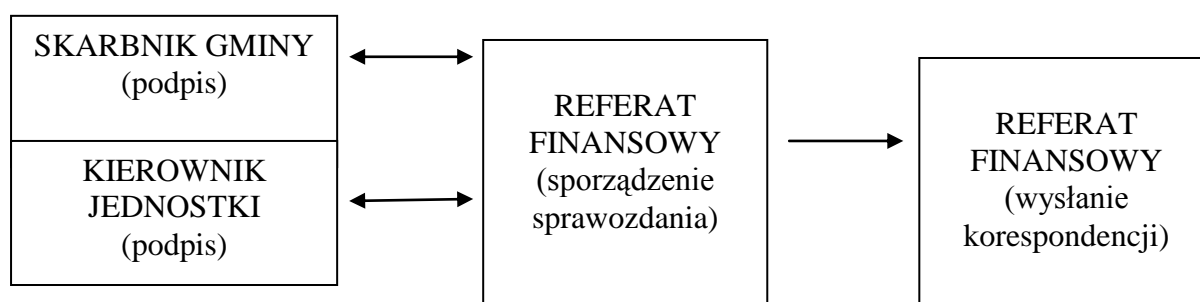 SKARBNIK GMINY
(podpis)
KIEROWNIK
JEDNOSTKI
(podpis)
REFERAT
FINANSOWY
(sporządzenie
sprawozdania)
REFERAT
FINANSOWY
(wysłanie
korespondencji)